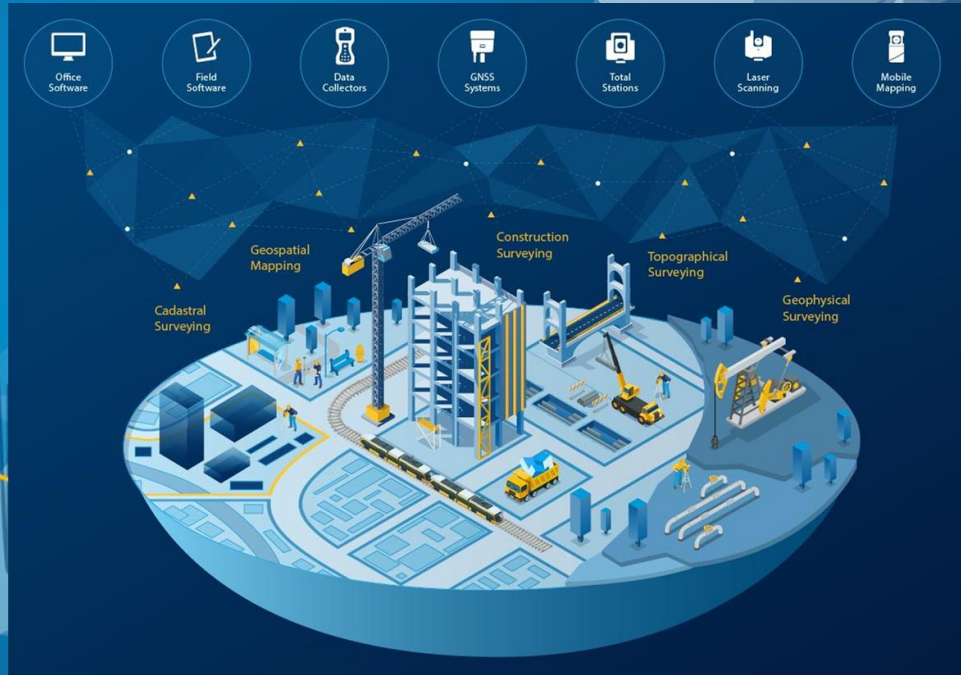 Office
Software
Field
Software
Data
Collectors
GNSS
Systems
Total
Stations
Laser
Scanning
Mobile
Mapping
Cadastral
Surveying
Geospatial
Mapping
Construction
Surveying
Topographical
Surveying
Geophysical
Surveying